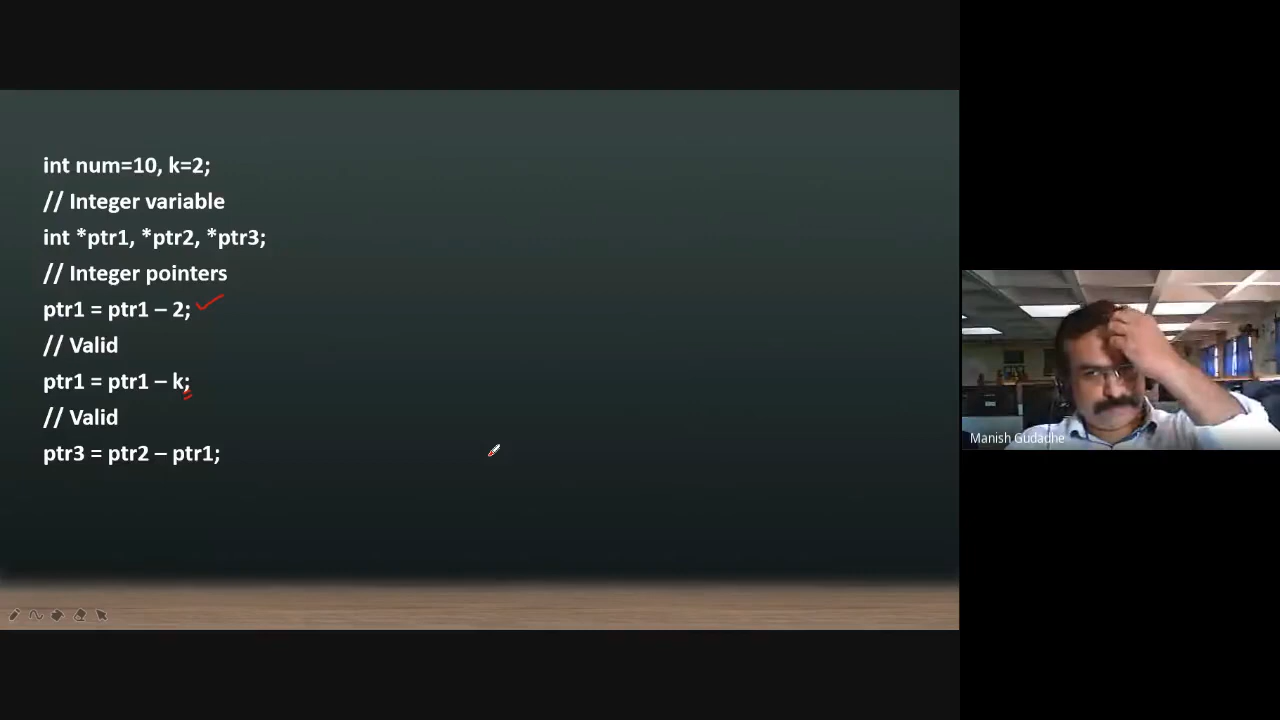 int num=10, k=2;
// Integer variable
int *ptr1, *ptr2, *ptr3;
// Integer pointers
ptr1 = ptr1 – 2;
// Valid
ptr1 = ptr1 – k;
// Valid
ptr3 = ptr2 – ptr1;
Manish Gudadhe